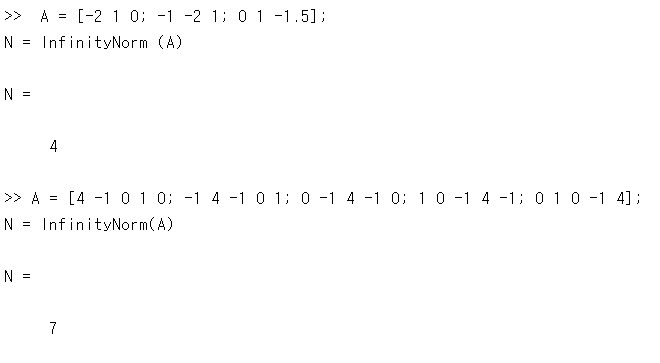 >>  A = [-2 1 0; -1 -2 1; 0 1 -1.5];
N = InfinityNorm (A)
N =
4
>> A = [4 -1 0 1 0; -1 4 -1 0 1; 0 -1 4 -1 0; 1 0 -1 4 -1; 0 1 0 -1 4];
N = InfinityNorm(A)
N =
7